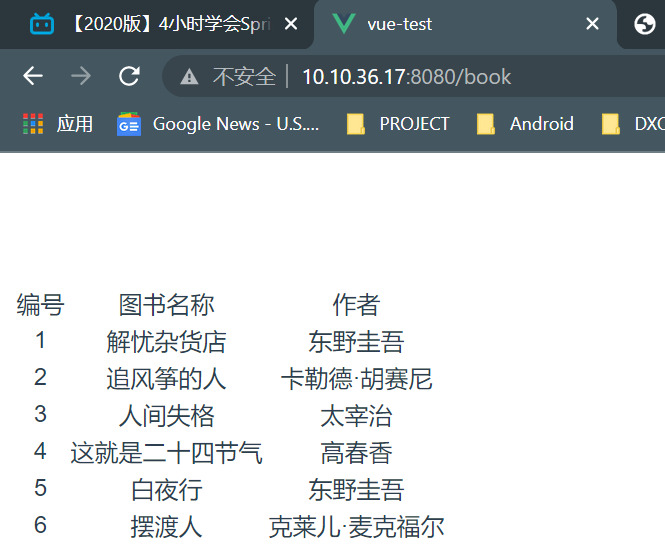 【2020版】4小时学会Spri
vue-test
不安全 10.10.36.17:8080/book
应用 Google News - U.S.... PROJECT Android DXC
编号 图书名称 作者
1 解忧杂货店 东野圭吾
2 追风筝的人 卡勒德·胡赛尼
3 人间失格 太宰治
4 这就是二十四节气 高春香
5 白夜行 东野圭吾
6 摆渡人 克莱儿·麦克福尔